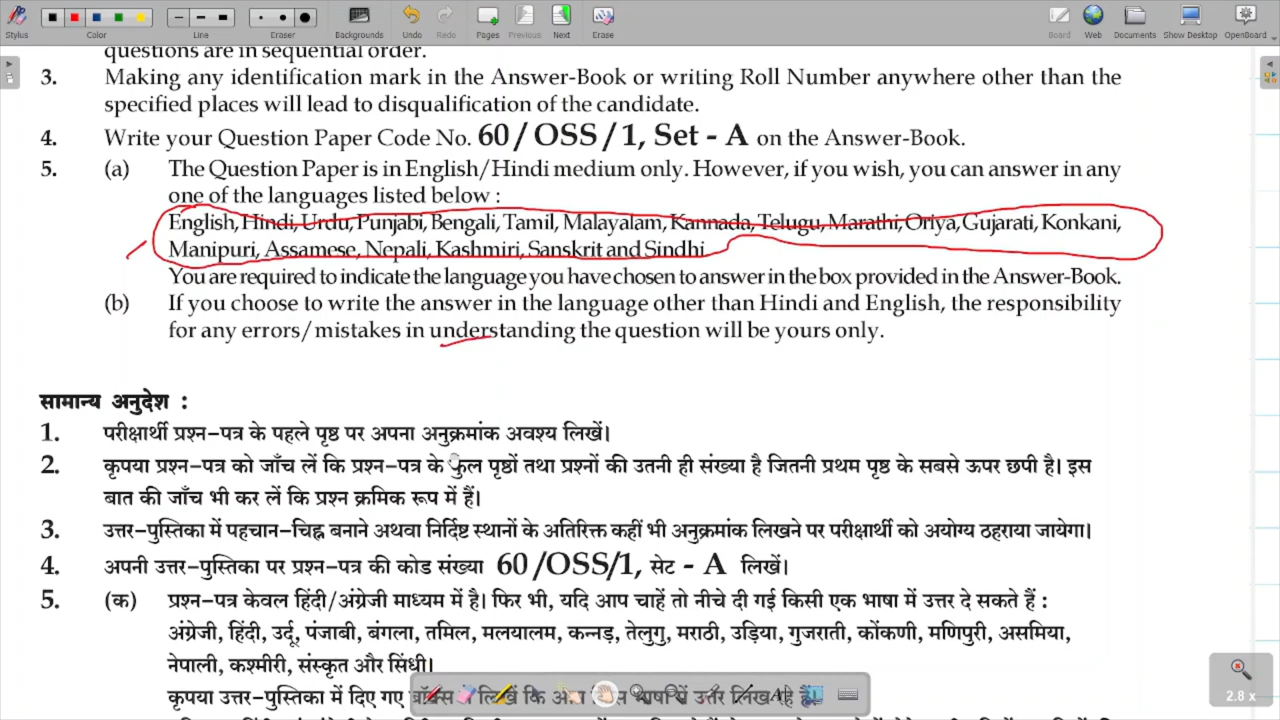 Stylus
Color
Line
Eraser
Backgrounds
Undo
Redo
Pages
Previous
Next
Erase
Board
Web
Documents
Show Desktop
OpenBoard
questions are in sequential order.
3. Making any identification mark in the Answer-Book or writing Roll Number anywhere other than the
specified places will lead to disqualification of the candidate.
4. Write your Question Paper Code No. 60/OSS/1, Set - A on the Answer-Book.
5. (a) The Question Paper is in English/Hindi medium only. However, if you wish, you can answer in any
one of the languages listed below :
English, Hindi, Urdu, Punjabi, Bengali, Tamil, Malayalam, Kannada, Telugu, Marathi, Oriya, Gujarati, Konkani,
Manipuri, Assamese, Nepali, Kashmiri, Sanskrit and Sindhi.
You are required to indicate the language you have chosen to answer in the box provided in the Answer-Book.
(b) If you choose to write the answer in the language other than Hindi and English, the responsibility
for any errors/mistakes in understanding the question will be yours only.
सामान्य अनुदेश :
1. परीक्षार्थी प्रश्न-पत्र के पहले पृष्ठ पर अपना अनुक्रमांक अवश्य लिखें।
2. कृपया प्रश्न-पत्र को जाँच लें कि प्रश्न-पत्र के कुल पृष्ठों तथा प्रश्नों की उतनी ही संख्या है जितनी प्रथम पृष्ठ के सबसे ऊपर छपी है। इस
बात की जाँच भी कर लें कि प्रश्न क्रमिक रूप में हैं।
3. उत्तर-पुस्तिका में पहचान-चिह्न बनाने अथवा निर्दिष्ट स्थानों के अतिरिक्त कहीं भी अनुक्रमांक लिखने पर परीक्षार्थी को अयोग्य ठहराया जायेगा।
4. अपनी उत्तर-पुस्तिका पर प्रश्न-पत्र की कोड संख्या 60/OSS/1, सेट - A लिखें।
5. (क) प्रश्न-पत्र केवल हिंदी/अंग्रेजी माध्यम में है। फिर भी, यदि आप चाहें तो नीचे दी गई किसी एक भाषा में उत्तर दे सकते हैं :
अंग्रेजी, हिंदी, उर्दू, पंजाबी, बंगला, तमिल, मलयालम, कन्नड़, तेलुगु, मराठी, उड़िया, गुजराती, कोंकणी, मणिपुरी, असमिया,
नेपाली, कश्मीरी, संस्कृत और सिंधी।
कृपया उत्तर-पुस्तिका में दिए गए लिखें कि भाषा में उत्तर लिख रहे हैं।
2.8 x